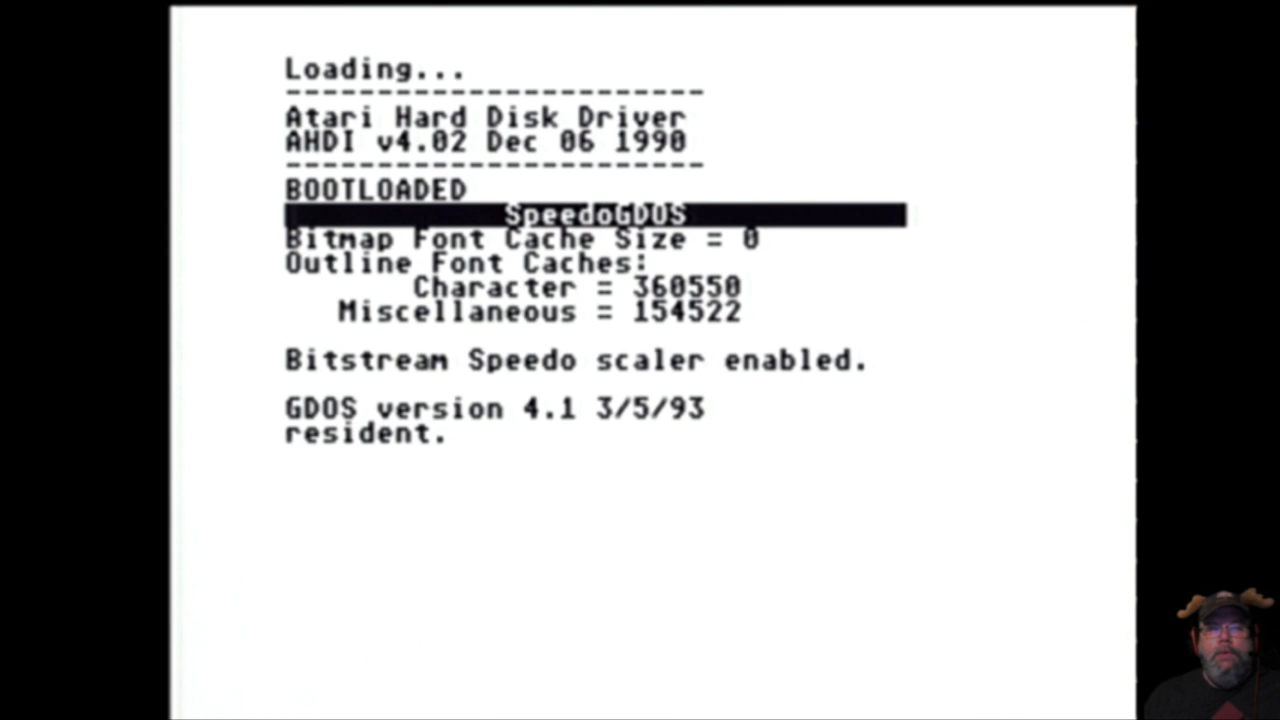 Loading...
-----------------------
Atari Hard Disk Driver
AHDI v4.02 Dec 06 1990
-----------------------
BOOTLOADED
SpeedoGDOS
Bitmap Font Cache Size = 0
Outline Font Caches:
Character = 360550
Miscellaneous = 154522
Bitstream Speedo scaler enabled.
GDOS version 4.1 3/5/93
resident.